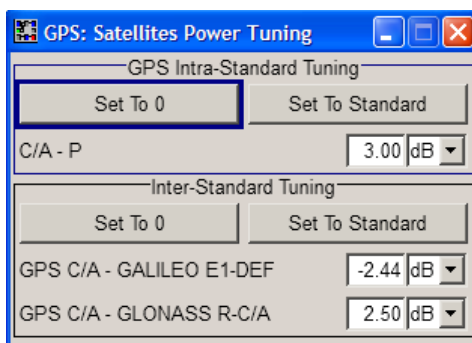 GPS: Satellites Power Tuning
GPS Intra-Standard Tuning
Set To 0 Set To Standard
C/A - P 3.00 dB
Inter-Standard Tuning
Set To 0 Set To Standard
GPS C/A - GALILEO E1-DEF -2.44 dB
GPS C/A - GLONASS R-C/A 2.50 dB